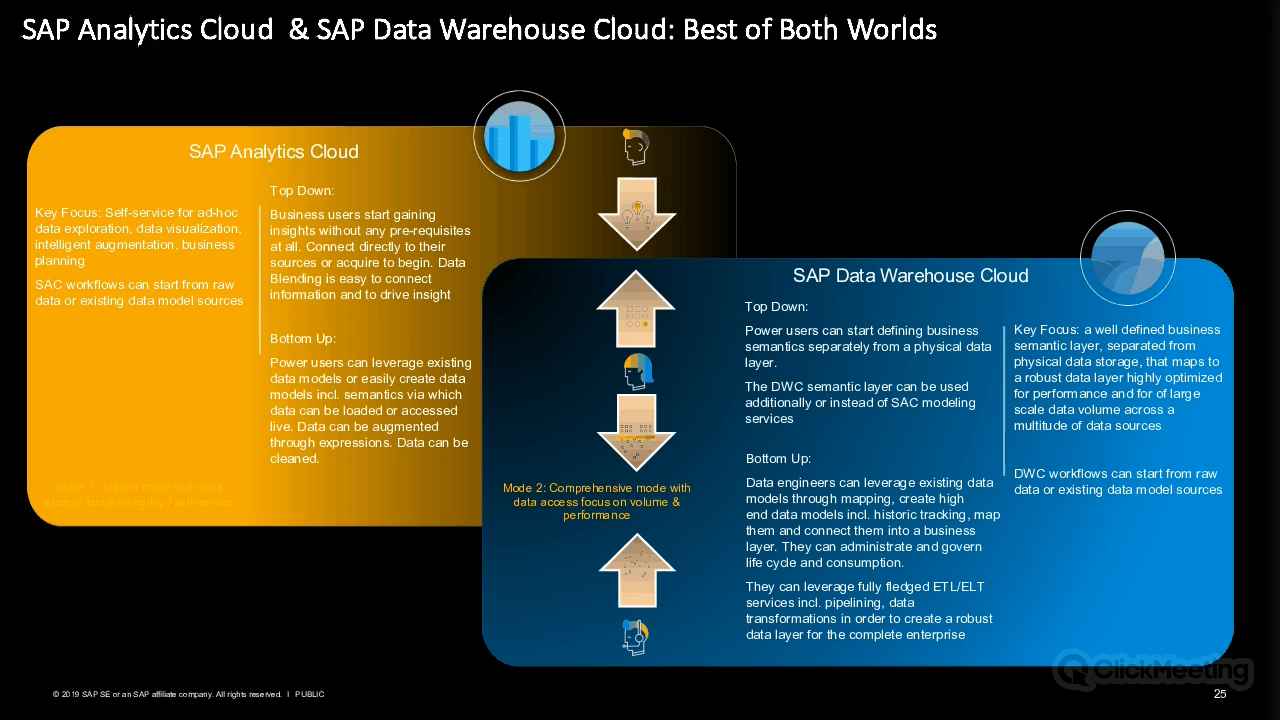 SAP Analytics Cloud & SAP Data Warehouse Cloud: Best of Both Worlds
SAP Analytics Cloud
Key Focus: Self-service for ad-hoc
data exploration, data visualization,
intelligent augmentation, business
planning
SAC workflows can start from raw
data or existing data model sources
Mode 1: Instant mode with data
access focus on agility / self-service
Top Down:
Business users start gaining
insights without any pre-requisites
at all. Connect directly to their
sources or acquire to begin. Data
Blending is easy to connect
information and to drive insight
Bottom Up:
Power users can leverage existing
data models or easily create data
models incl. semantics via which
data can be loaded or accessed
live. Data can be augmented
through expressions. Data can be
cleaned.
SAP Data Warehouse Cloud
Mode 2: Comprehensive mode with
data access focus on volume &
performance
Top Down:
Power users can start defining business
semantics separately from a physical data
layer.
The DWC semantic layer can be used
additionally or instead of SAC modeling
services
Bottom Up:
Data engineers can leverage existing data
models through mapping, create high
end data models incl. historic tracking, map
them and connect them into a business
layer. They can administrate and govern
life cycle and consumption.
They can leverage fully fledged ETL/ELT
services incl. pipelining, data
transformations in order to create a robust
data layer for the complete enterprise
Key Focus: a well defined business
semantic layer, separated from
physical data storage, that maps to
a robust data layer highly optimized
for performance and for of large
scale data volume across a
multitude of data sources
DWC workflows can start from raw
data or existing data model sources
ClickMeeting
© 2019 SAP SE or an SAP affiliate company. All rights reserved. I PUBLIC
25